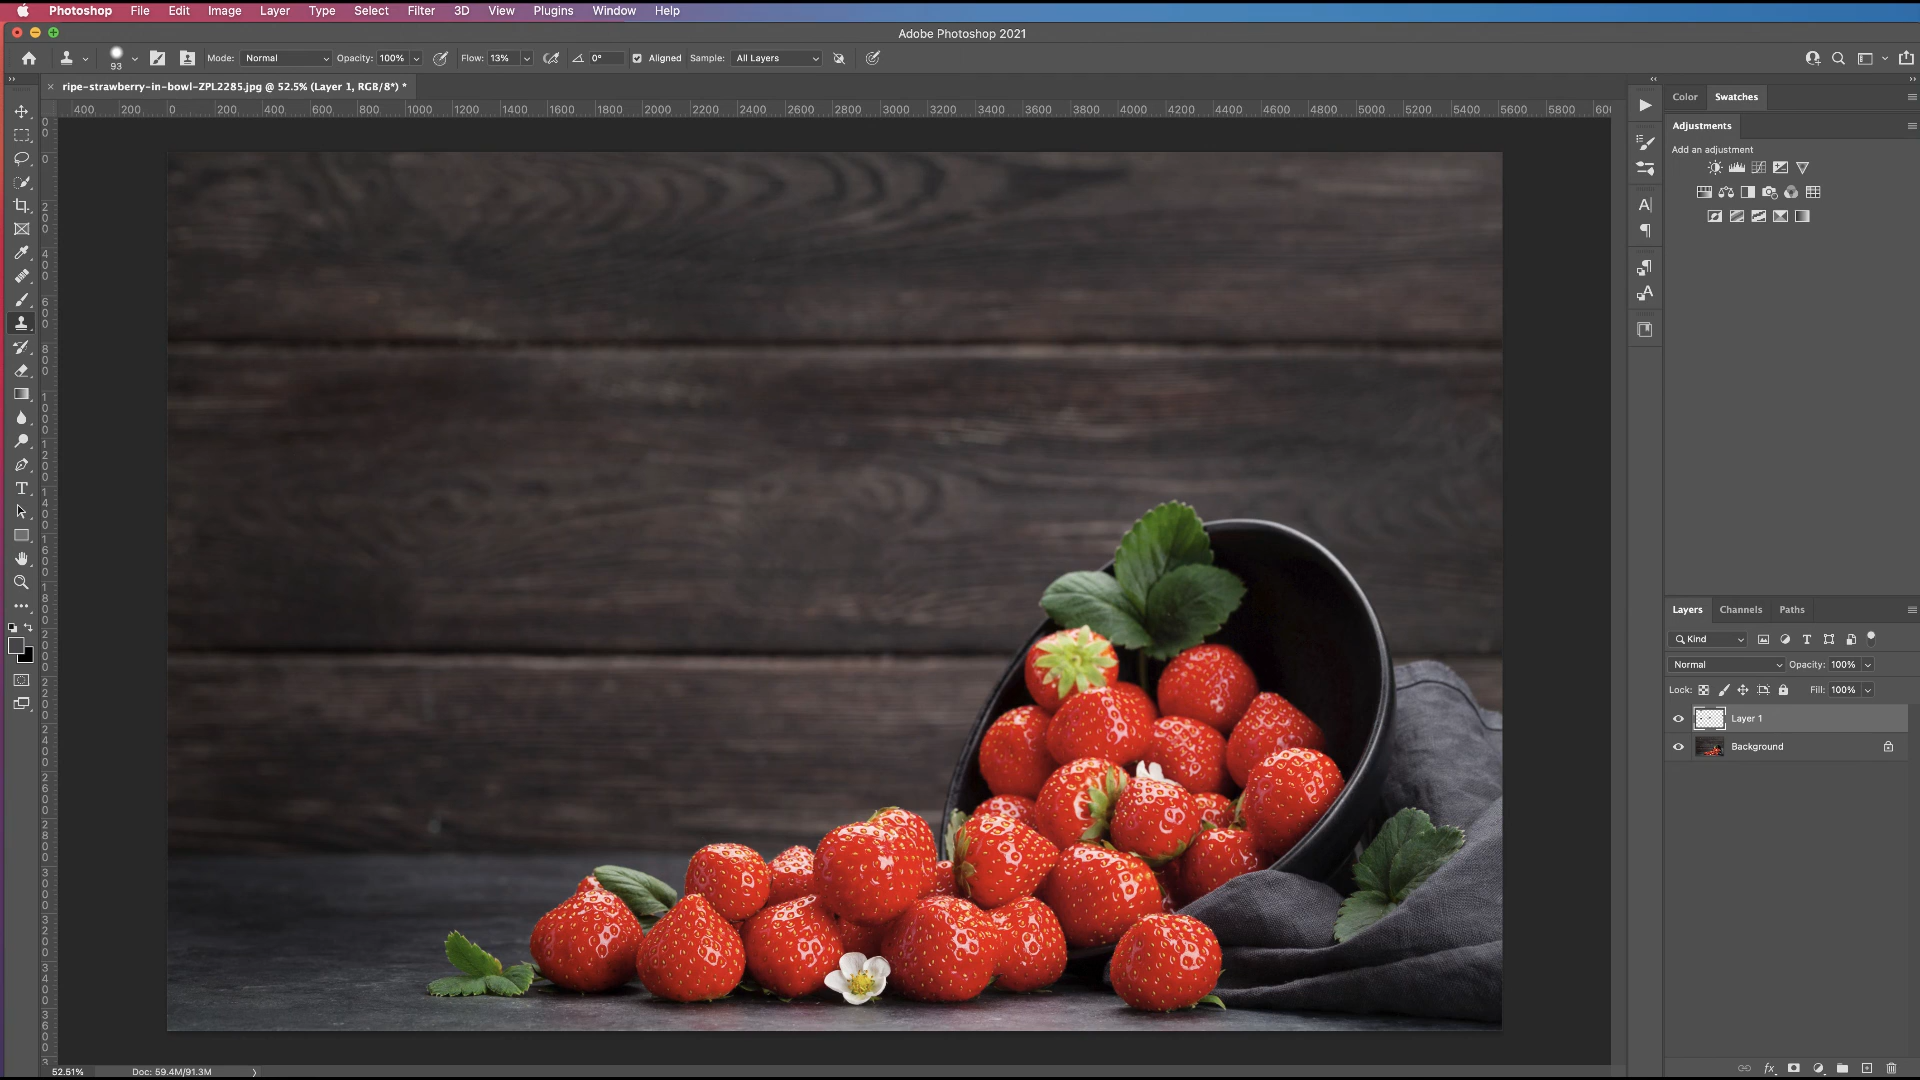 Photoshop File Edit Image Layer Type Select Filter 3D View Plugins Window Help
Adobe Photoshop 2021
93 Mode: Normal Opacity: 100% Flow: 13% 0° Aligned Sample: All Layers
ripe-strawberry-in-bowl-ZPL2285.jpg @ 52.5% (Layer 1, RGB/8*) *
400 200 0 200 400 600 800 1000 1200 1400 1600 1800 2000 2200 2400 2600 2800 3000 3200 3400 3600 3800 4000 4200 4400 4600 4800 5000 5200 5400 5600 5800
Color Swatches
Adjustments
Add an adjustment
Layers Channels Paths
Kind
Normal Opacity: 100%
Lock: Fill: 100%
Layer 1
Background
fx
52.51% Doc: 59.4M/91.3M